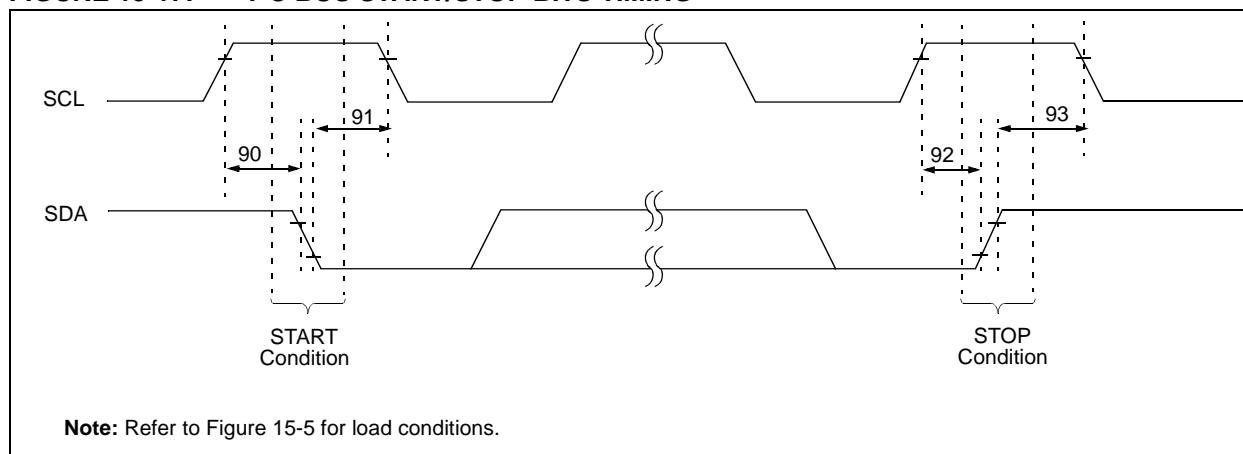 SCL
91
93
90
92
SDA
START
Condition
STOP
Condition
Note: Refer to Figure 15-5 for load conditions.